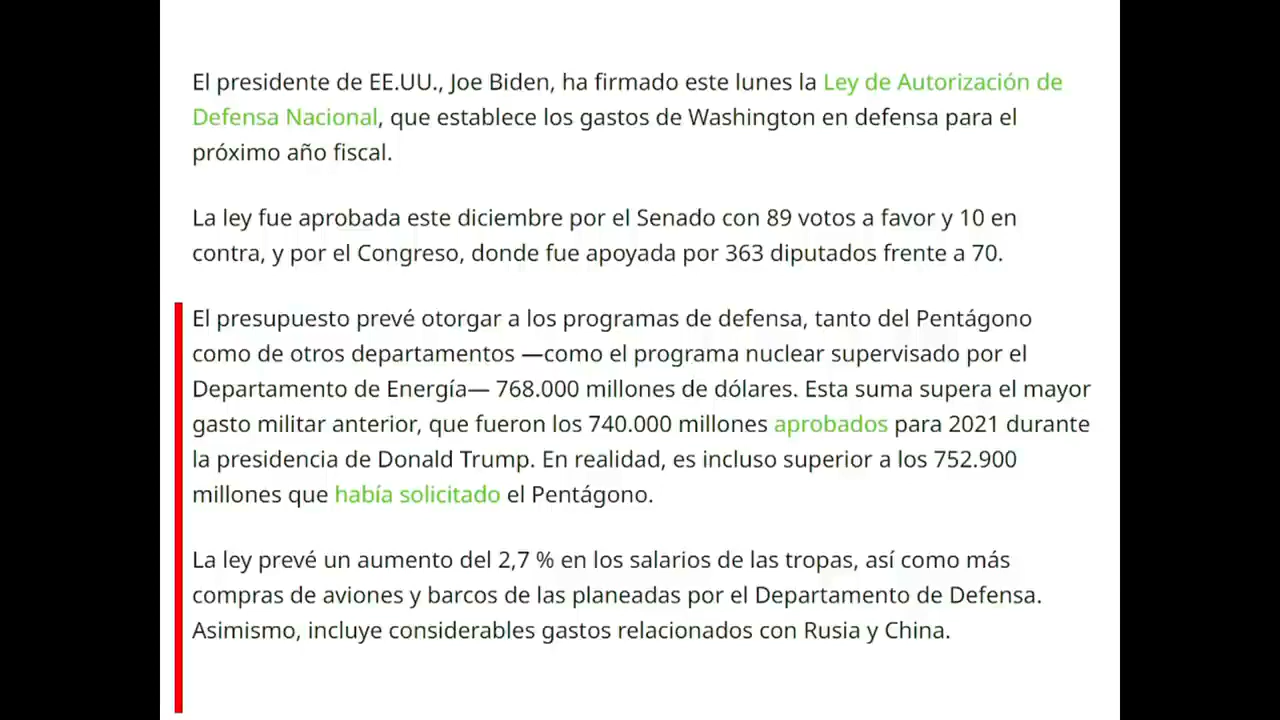 El presidente de EE.UU., Joe Biden, ha firmado este lunes la Ley de Autorización de
Defensa Nacional, que establece los gastos de Washington en defensa para el
próximo año fiscal.
La ley fue aprobada este diciembre por el Senado con 89 votos a favor y 10 en
contra, y por el Congreso, donde fue apoyada por 363 diputados frente a 70.
El presupuesto prevé otorgar a los programas de defensa, tanto del Pentágono
como de otros departamentos —como el programa nuclear supervisado por el
Departamento de Energía— 768.000 millones de dólares. Esta suma supera el mayor
gasto militar anterior, que fueron los 740.000 millones aprobados para 2021 durante
la presidencia de Donald Trump. En realidad, es incluso superior a los 752.900
millones que había solicitado el Pentágono.
La ley prevé un aumento del 2,7 % en los salarios de las tropas, así como más
compras de aviones y barcos de las planeadas por el Departamento de Defensa.
Asimismo, incluye considerables gastos relacionados con Rusia y China.